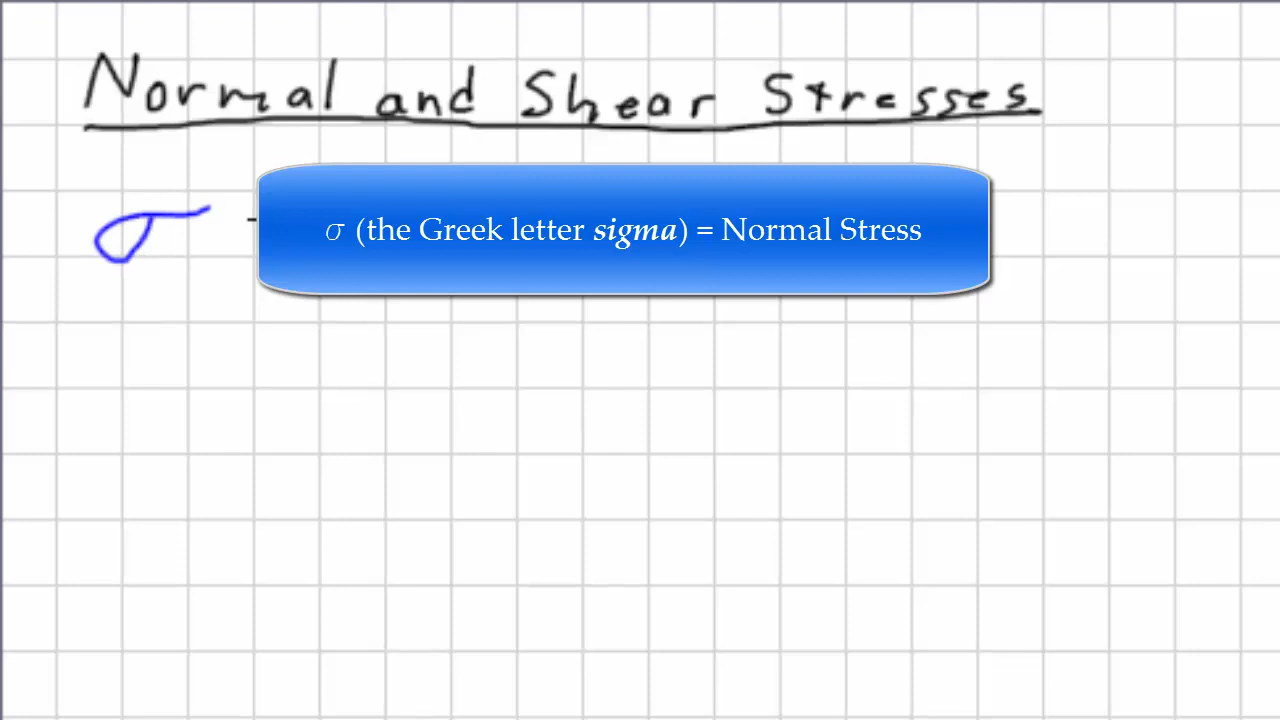 Normal and Shear Stresses
σ
σ (the Greek letter sigma) = Normal Stress